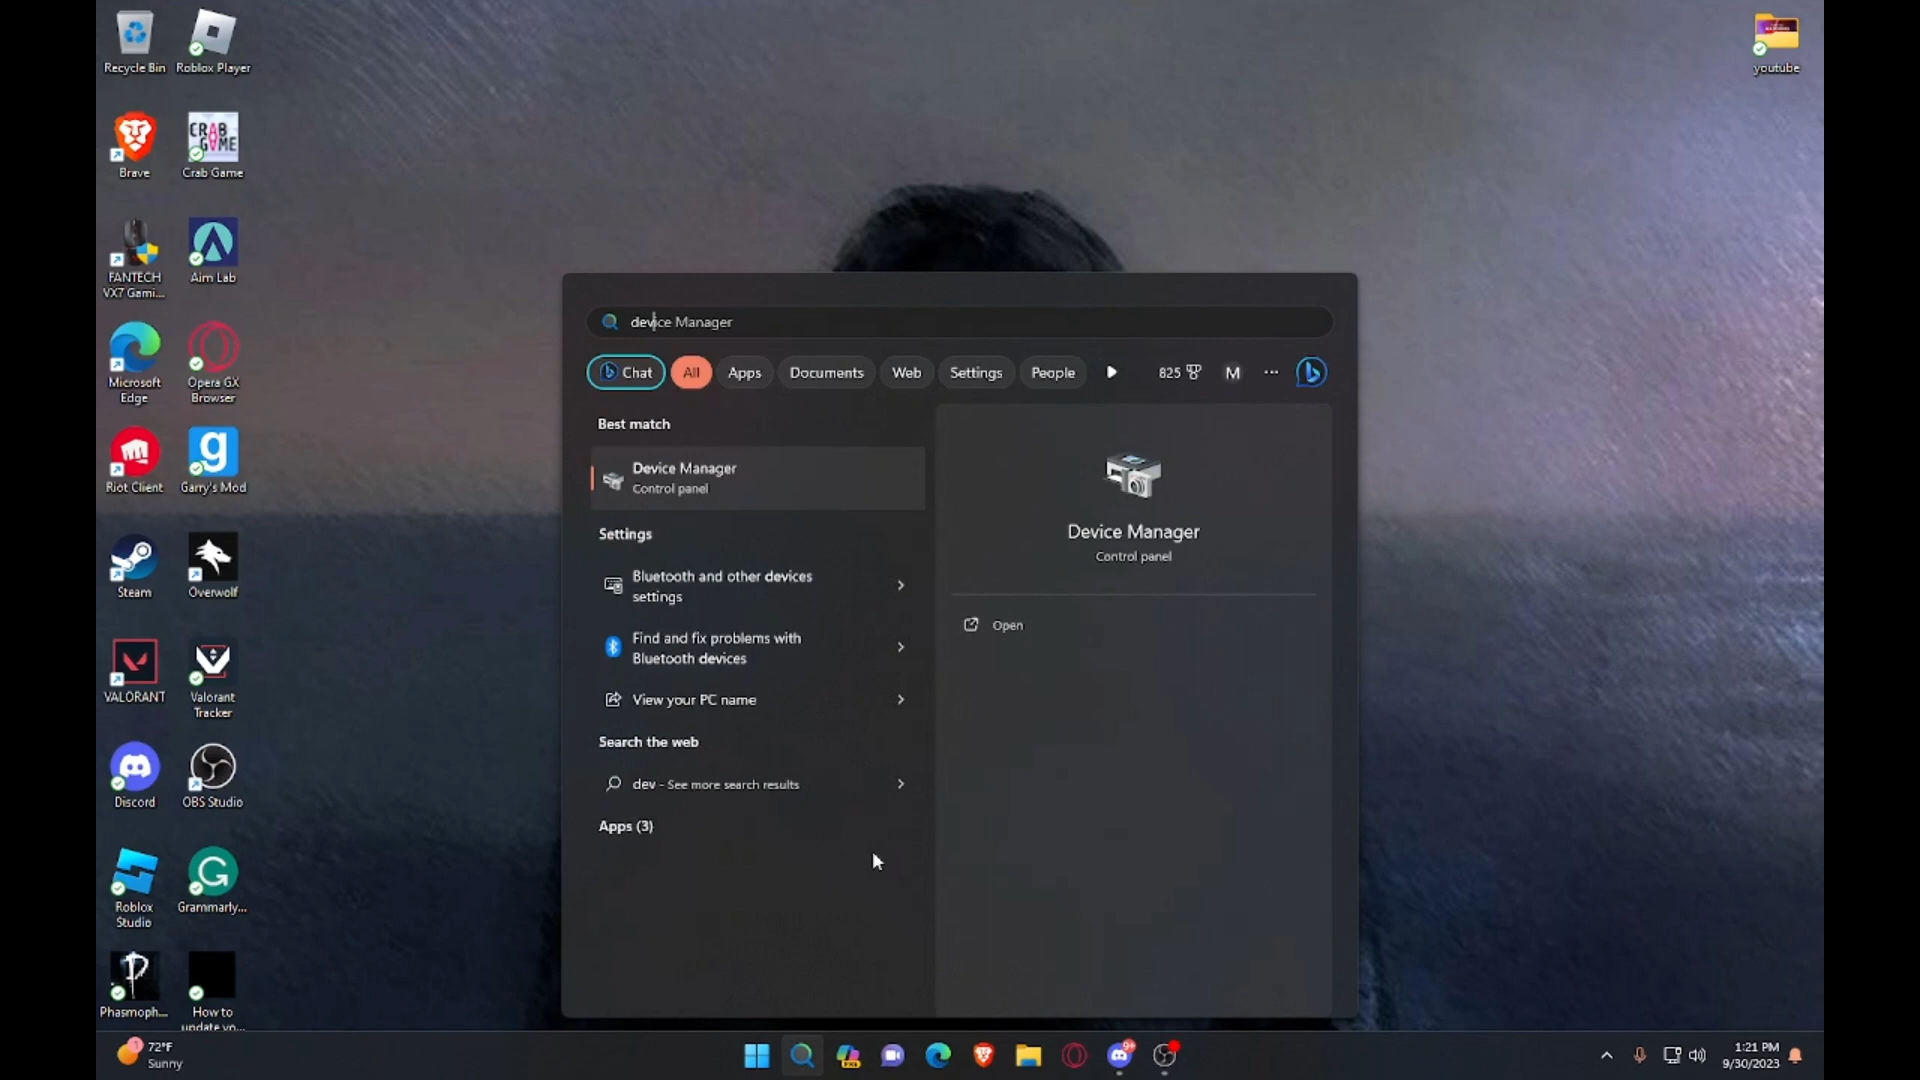 Recycle Bin
Roblox Player
youtube
CRAB
GAME
Brave
Crab Game
FANTECH
VX7 Gami...
Aim Lab
Microsoft
Edge
Opera GX
Browser
Riot Client
Garry's Mod
Steam
Overwolf
VALORANT
Valorant
Tracker
Discord
OBS Studio
Roblox
Studio
Grammarly...
Phasmoph...
How to
update yo...
device Manager
Chat
All
Apps
Documents
Web
Settings
People
825
M
Best match
Device Manager
Control panel
Settings
Bluetooth and other devices
settings
Find and fix problems with
Bluetooth devices
View your PC name
Search the web
dev - See more search results
Apps (3)
Device Manager
Control panel
Open
1
72°F
Sunny
9+
1:21 PM
9/30/2023